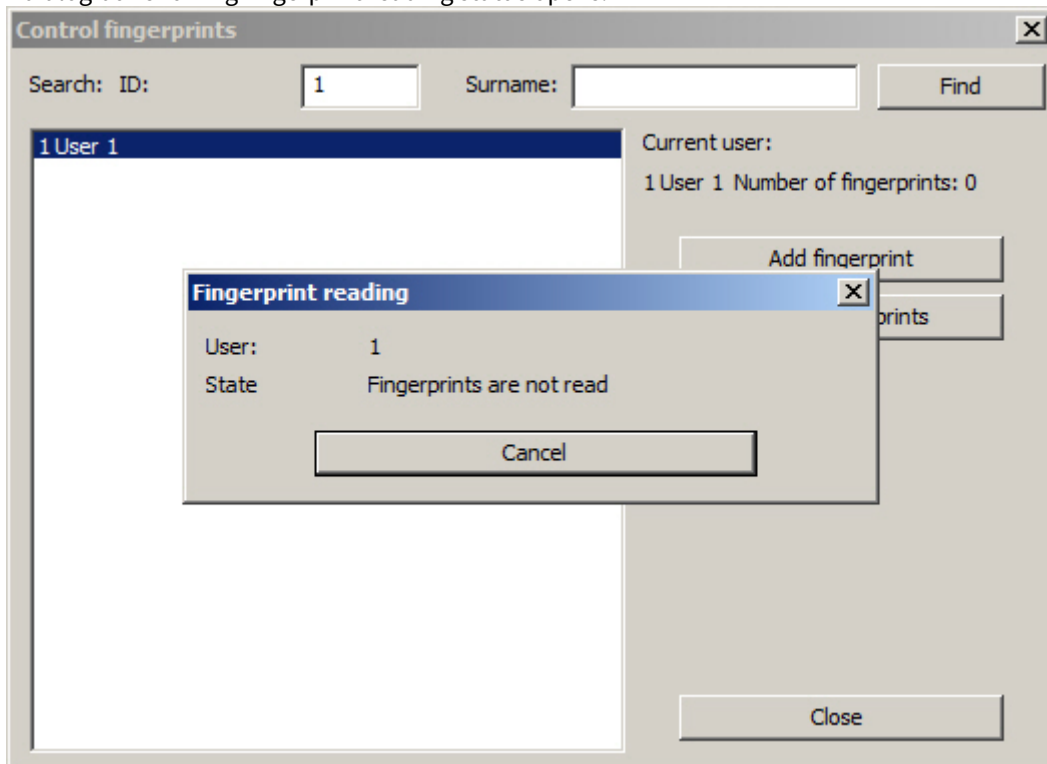 Control fingerprints
Search: ID: 1 Surname: Find
1 User 1
Current user:
1 User 1 Number of fingerprints: 0
Add fingerprint
prints
Fingerprint reading
User: 1
State Fingerprints are not read
Cancel
Close